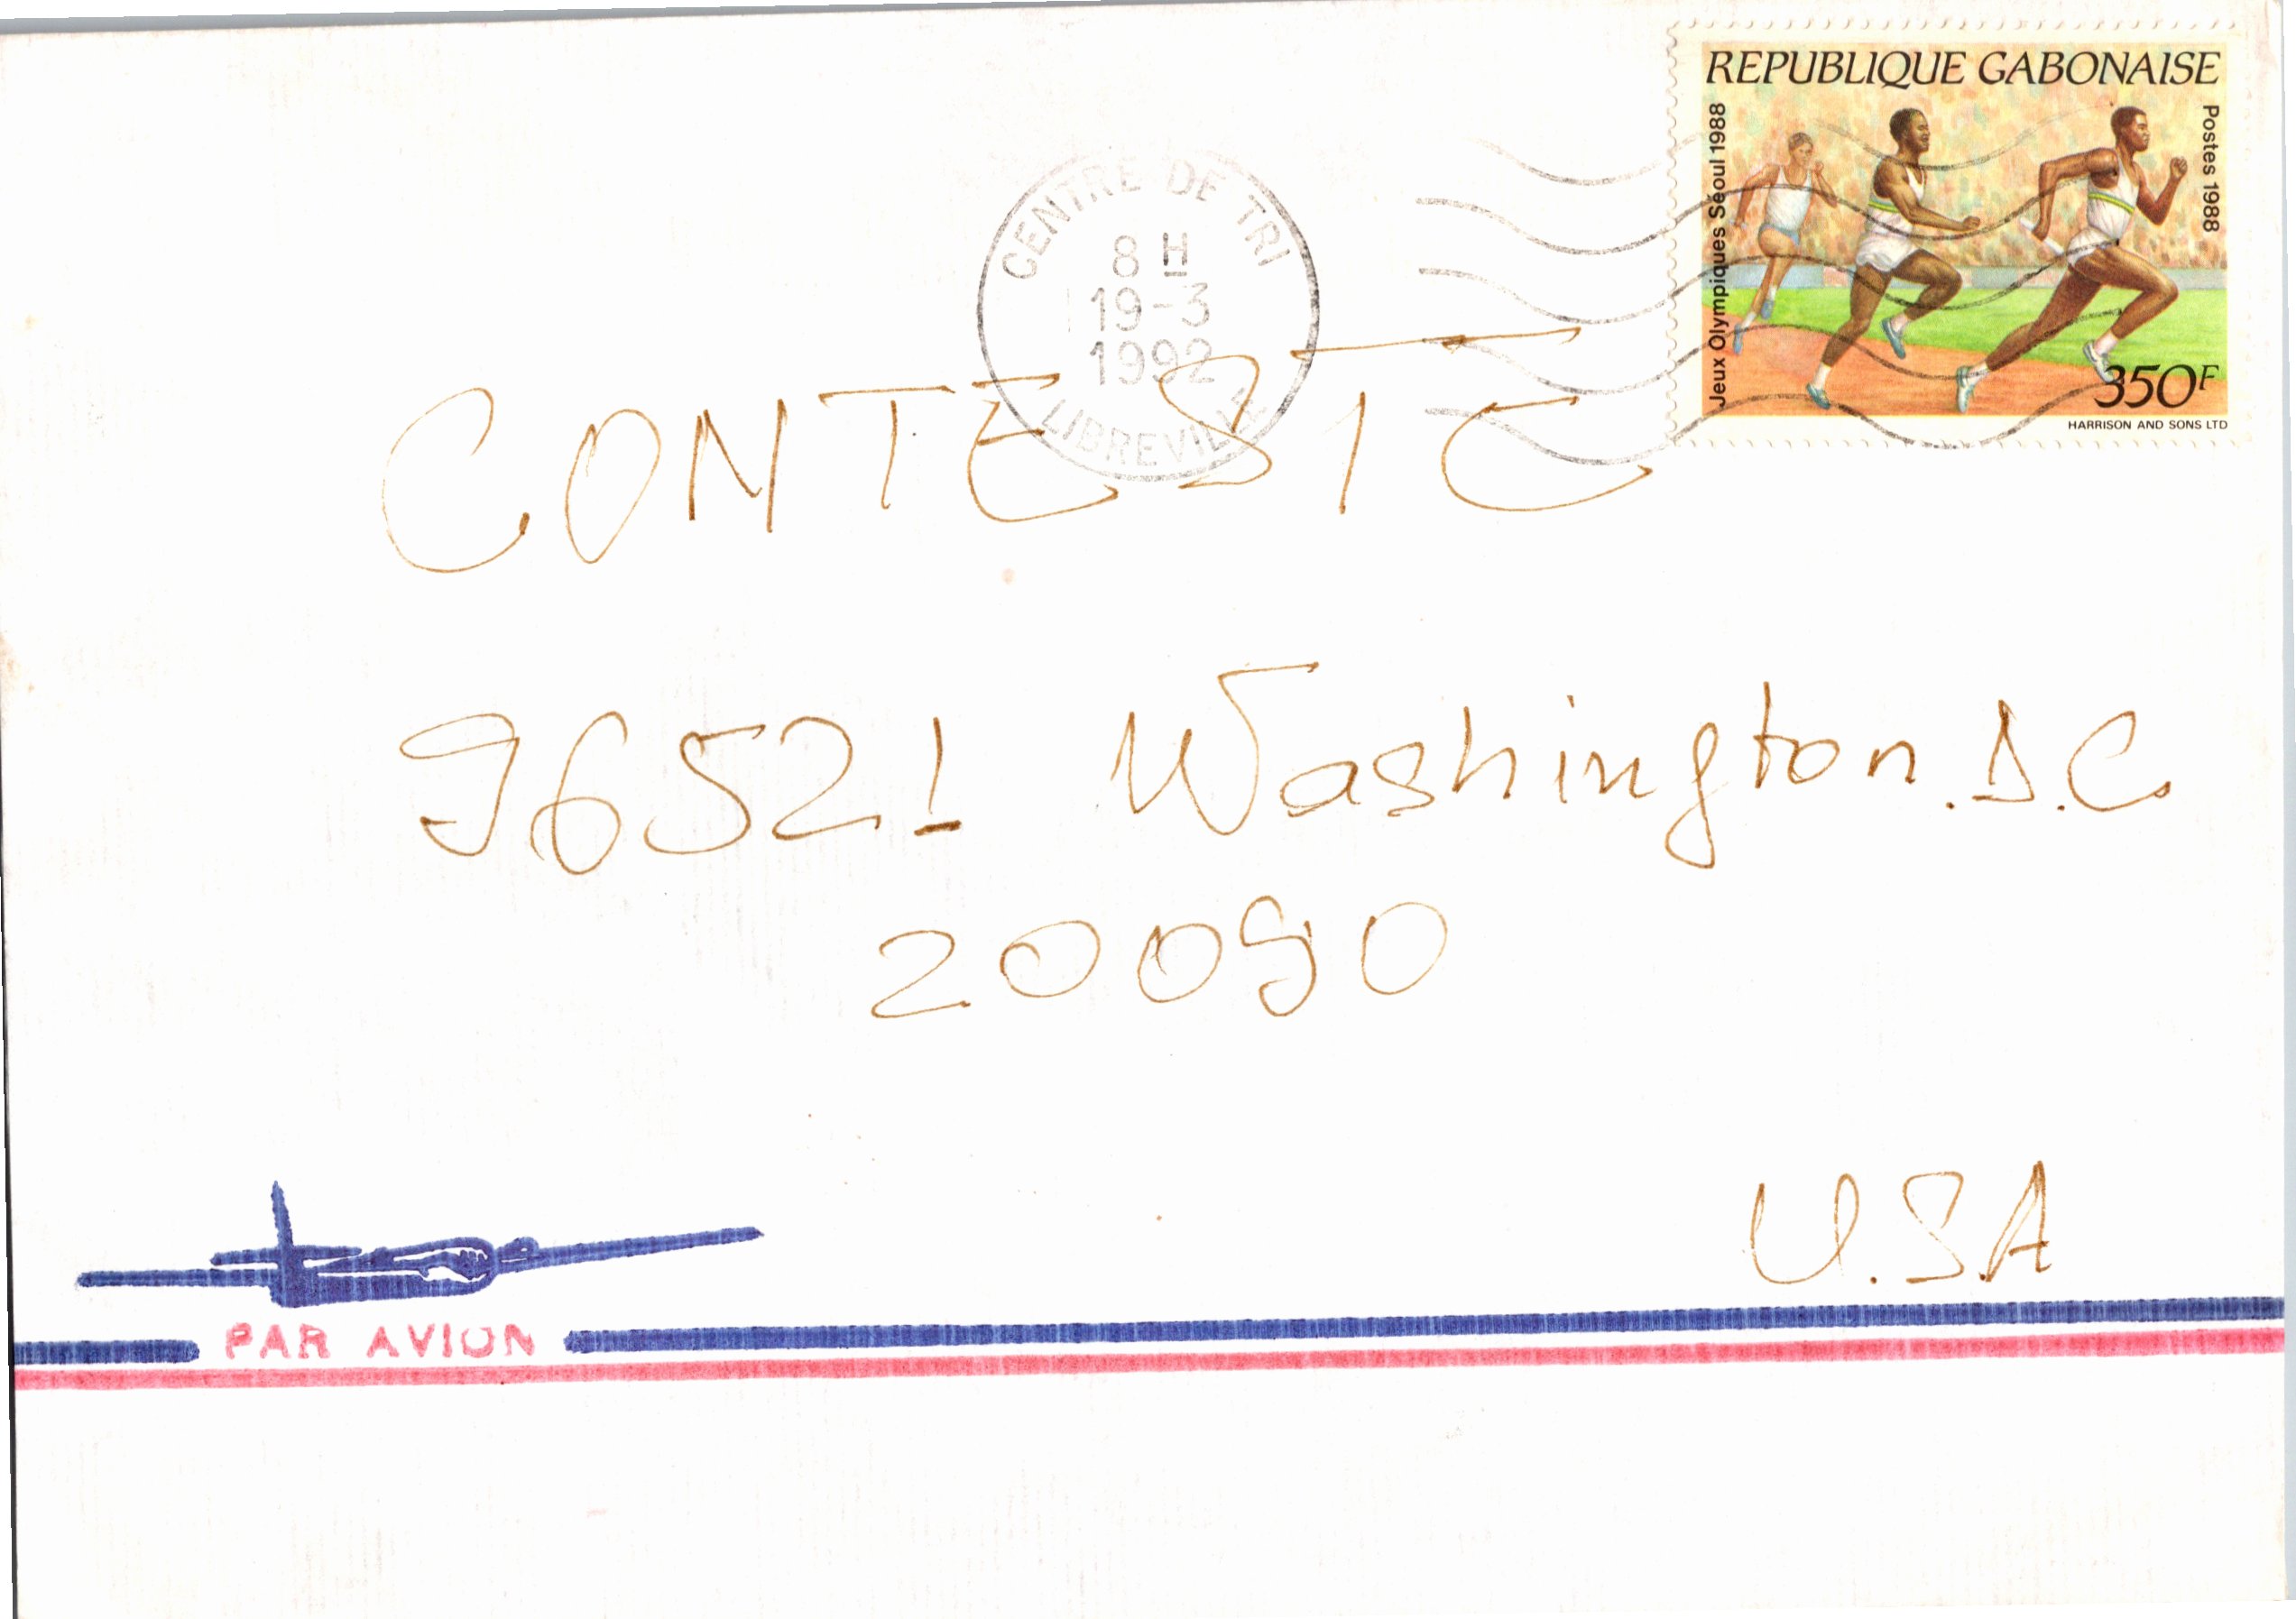 REPUBLIQUE GABONAISE
Jeux Olympiques Séoul 1988
Postes 1988
350F
HARRISON AND SONS LTD
CENTRE DE TRI
8 H
19-3
1992
LIBREVILLE
CONTEST C
96521 Washington. D.C
20090
U.S.A
PAR AVION